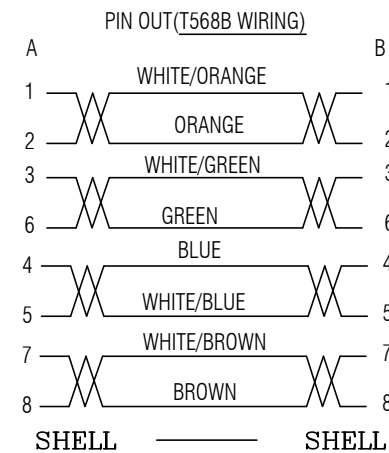 PIN OUT(T568B WIRING)
A B
1 WHITE/ORANGE 1
2 ORANGE 2
3 WHITE/GREEN 3
6 GREEN 6
4 BLUE 4
5 WHITE/BLUE 5
7 WHITE/BROWN 7
8 BROWN 8
SHELL SHELL